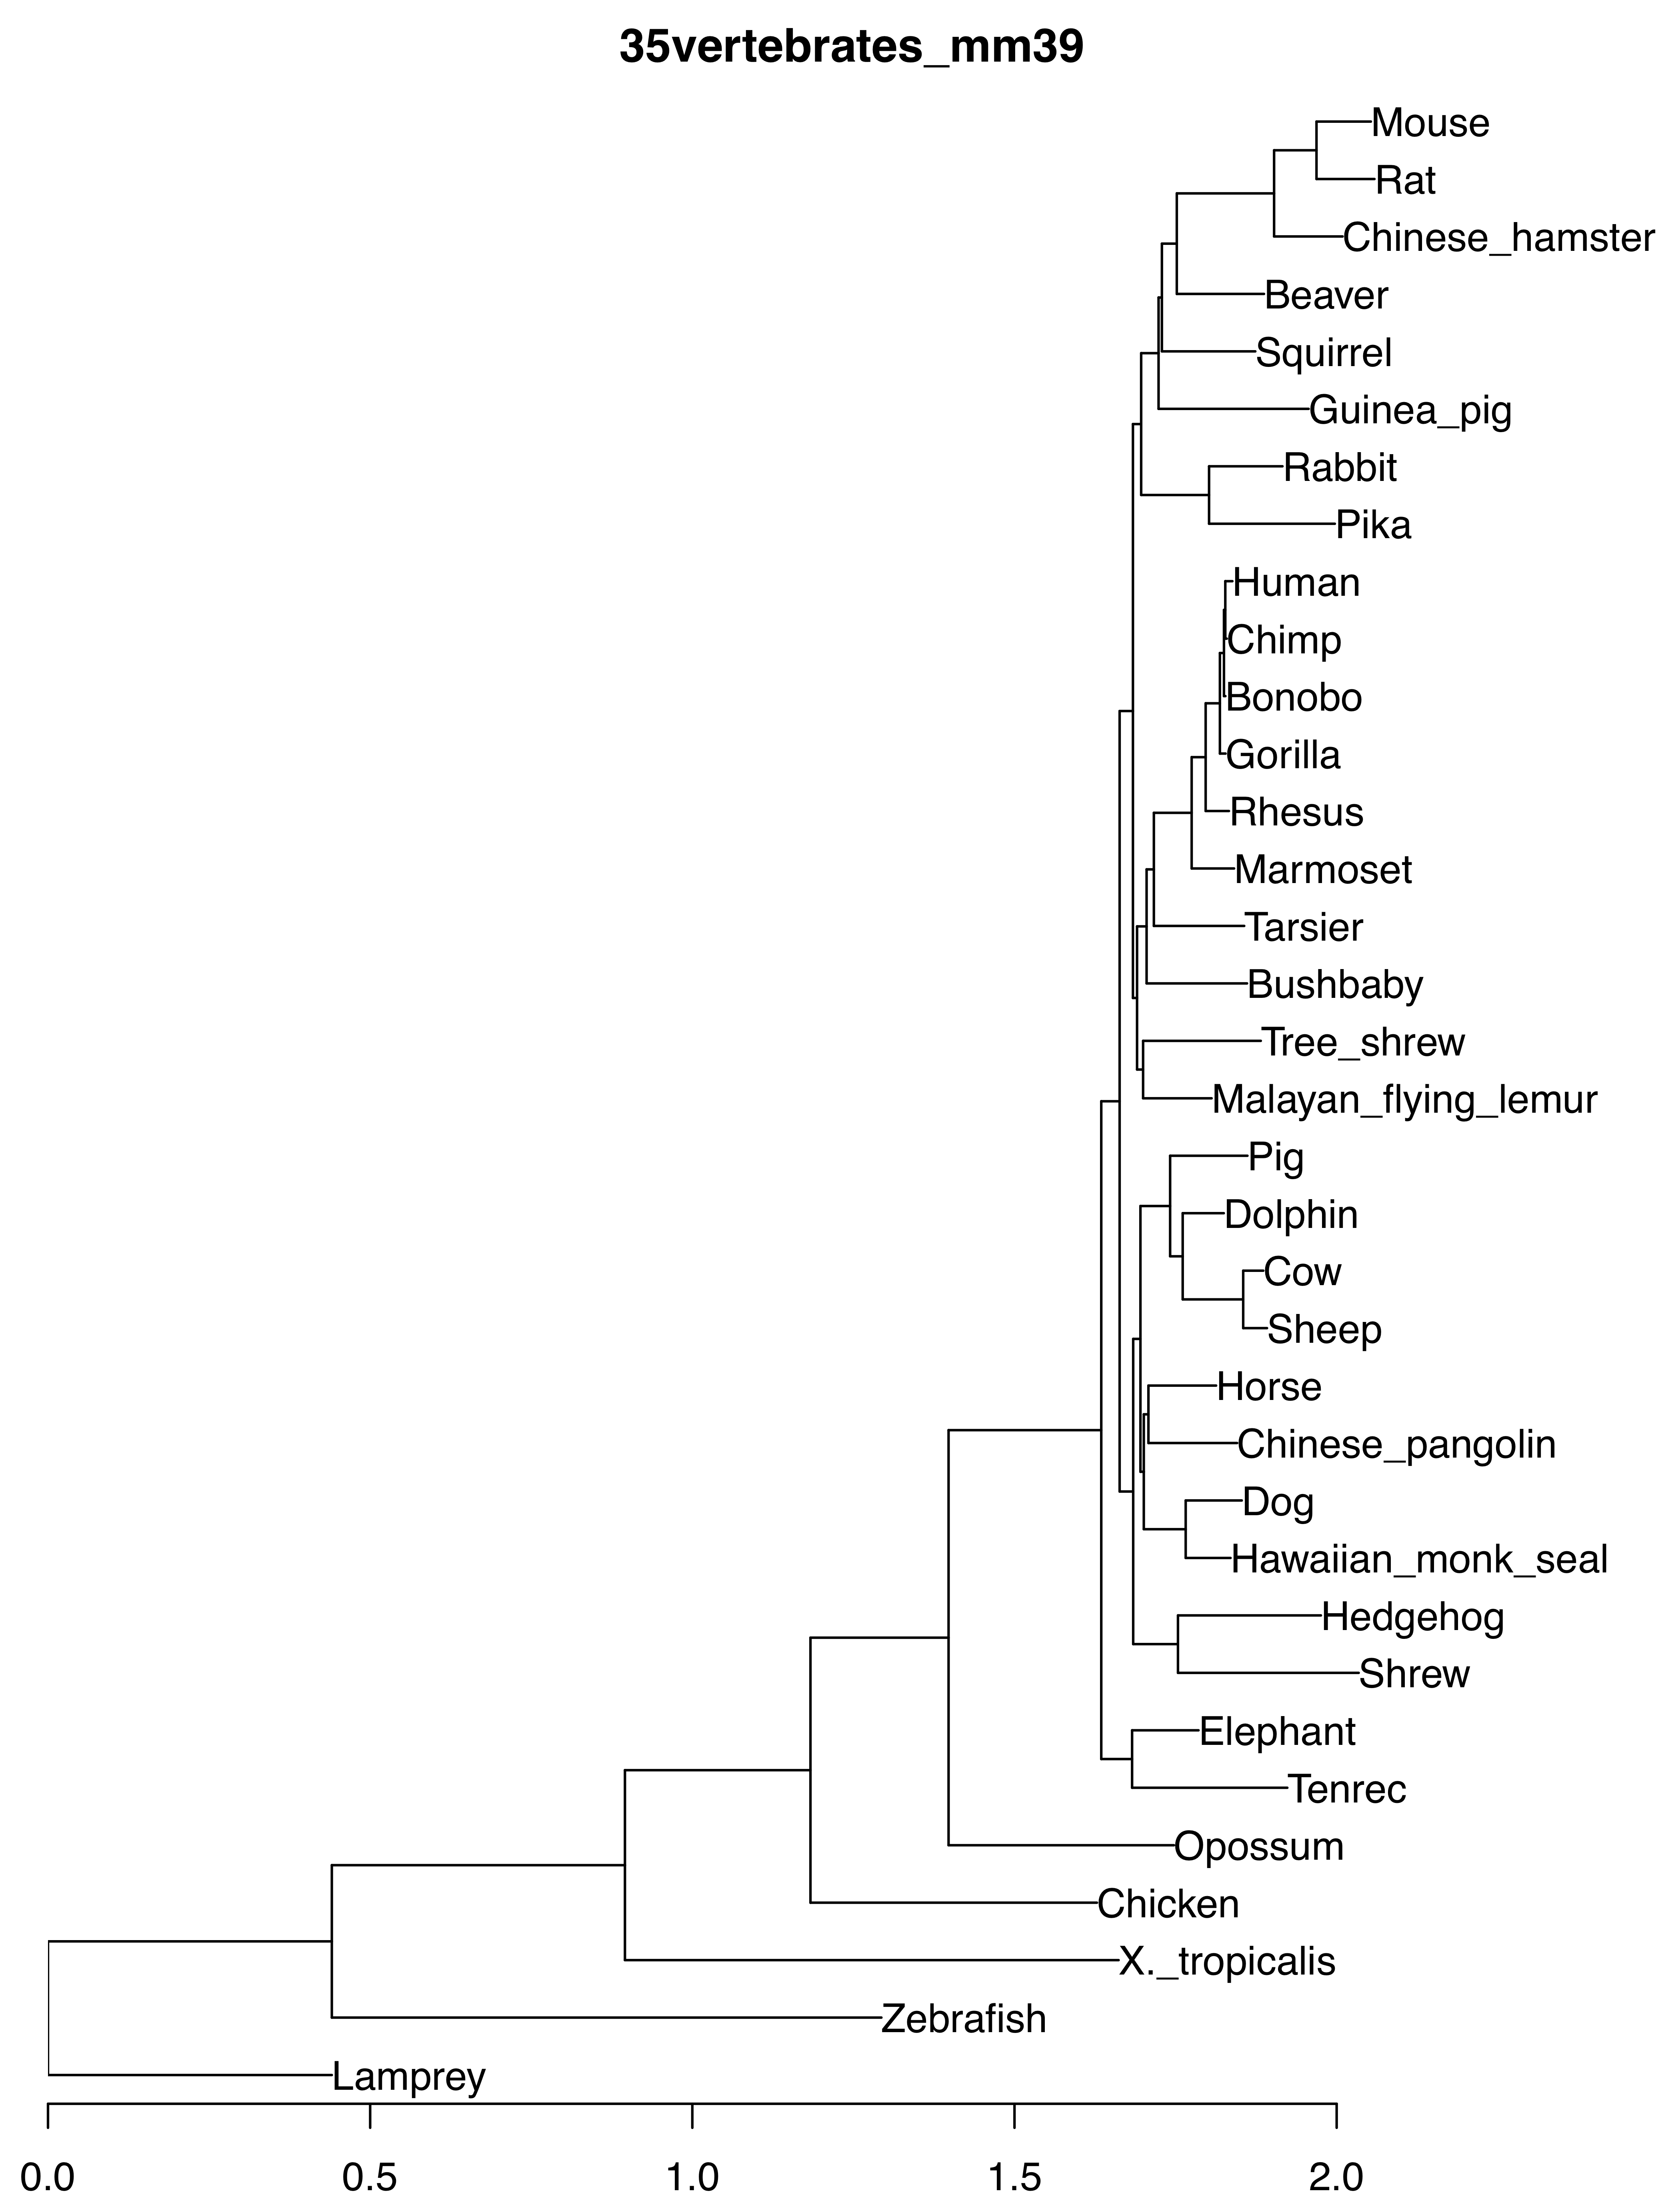 35vertebrates_mm39
Mouse
Rat
Chinese_hamster
Beaver
Squirrel
Guinea_pig
Rabbit
Pika
Human
Chimp
Bonobo
Gorilla
Rhesus
Marmoset
Tarsier
Bushbaby
Tree_shrew
Malayan_flying_lemur
Pig
Dolphin
Cow
Sheep
Horse
Chinese_pangolin
Dog
Hawaiian_monk_seal
Hedgehog
Shrew
Elephant
Tenrec
Opossum
Chicken
X._tropicalis
Zebrafish
Lamprey
0.0 0.5 1.0 1.5 2.0